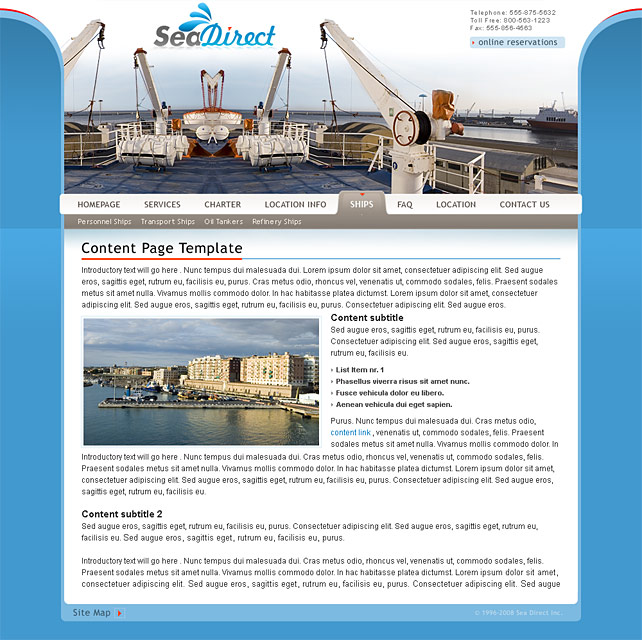 SeaDirect
Telephone: 555-875-5632
Toll Free: 800-563-1223
Fax: 555-856-4563
online reservations
HOMEPAGE SERVICES CHARTER LOCATION INFO SHIPS FAQ LOCATION CONTACT US
Personnel Ships Transport Ships Oil Tankers Refinery Ships
Content Page Template
Introductory text will go here . Nunc tempus dui malesuada dui. Lorem ipsum dolor sit amet, consectetuer adipiscing elit. Sed augue
eros, sagittis eget, rutrum eu, facilisis eu, purus. Cras metus odio, rhoncus vel, venenatis ut, commodo sodales, felis. Praesent sodales
metus sit amet nulla. Vivamus mollis commodo dolor. In hac habitasse platea dictumst. Lorem ipsum dolor sit amet, consectetuer
adipiscing elit. Sed augue eros, sagittis eget, rutrum eu, facilisis eu, purus. Consectetuer adipiscing elit. Sed augue eros.
Content subtitle
Sed augue eros, sagittis eget, rutrum eu, facilisis eu, purus.
Consectetuer adipiscing elit. Sed augue eros, sagittis eget,
rutrum eu, facilisis eu.
List Item nr. 1
Phasellus viverra risus sit amet nunc.
Fusce vehicula dolor eu libero.
Aenean vehicula dui eget sapien.
Purus. Nunc tempus dui malesuada dui. Cras metus odio,
content link , venenatis ut, commodo sodales, felis. Praesent
sodales metus sit amet nulla. Vivamus mollis commodo dolor. In
Introductory text will go here . Nunc tempus dui malesuada dui. Cras metus odio, rhoncus vel, venenatis ut, commodo sodales, felis.
Praesent sodales metus sit amet nulla. Vivamus mollis commodo dolor. In hac habitasse platea dictumst. Lorem ipsum dolor sit amet,
consectetuer adipiscing elit. Sed augue eros, sagittis eget, rutrum eu, facilisis eu, purus. Consectetuer adipiscing elit. Sed augue eros,
sagittis eget, rutrum eu, facilisis eu.
Content subtitle 2
Sed augue eros, sagittis eget, rutrum eu, facilisis eu, purus. Consectetuer adipiscing elit. Sed augue eros, sagittis eget, rutrum eu,
facilisis eu. Sed augue eros, sagittis eget, rutrum eu, facilisis eu, purus.
Introductory text will go here . Nunc tempus dui malesuada dui. Cras metus odio, rhoncus vel, venenatis ut, commodo sodales, felis.
Praesent sodales metus sit amet nulla. Vivamus mollis commodo dolor. In hac habitasse platea dictumst. Lorem ipsum dolor sit amet,
consectetuer adipiscing elit. Sed augue eros, sagittis eget, rutrum eu, facilisis eu, purus. Consectetuer adipiscing elit. Sed augue
Site Map
© 1996-2008 Sea Direct inc.